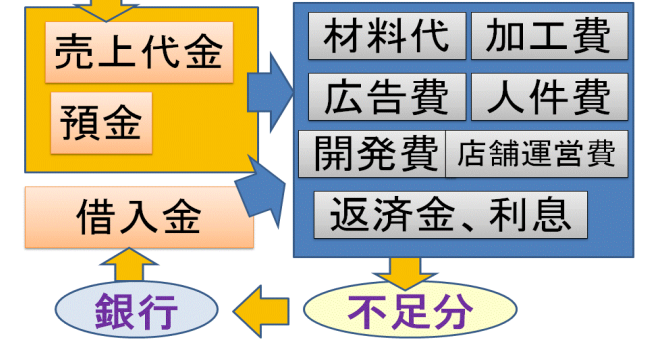 売上代金
預金
借入金
材料代
加工費
広告費
人件費
開発費
店舗運営費
返済金、利息
不足分
銀行